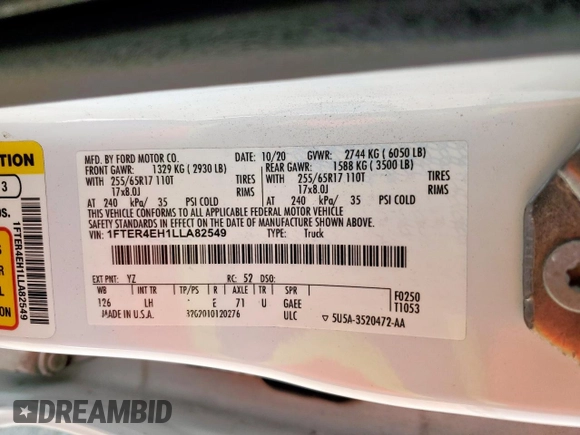 MFD. BY FORD MOTOR CO. DATE: 10/20 GVWR: 2744 KG ( 6050 LB)
FRONT GAWR: 1329 KG ( 2930 LB) REAR GAWR: 1588 KG ( 3500 LB)
WITH 255/65R17 110T TIRES WITH 255/65R17 110T TIRES
17x8.0J RIMS 17x8.0J
AT 240 kPa/ 35 PSI COLD AT 240 kPa/ 35 PSI COLD
THIS VEHICLE CONFORMS TO ALL APPLICABLE FEDERAL MOTOR VEHICLE
SAFETY STANDARDS IN EFFECT ON THE DATE OF MANUFACTURE SHOWN ABOVE.
VIN: 1FTER4EH1LLA82549 TYPE: Truck
EXT PNT: YZ RC: 52 DSO:
WB INT TR TP/PS R AXLE TR SPR
126 LH E 71 U GAEE
F0250
T1053
MADE IN U.S.A. ULC 5U5A-3520472-AA
3
1FTER4EH1LLA82549
DREAMBID